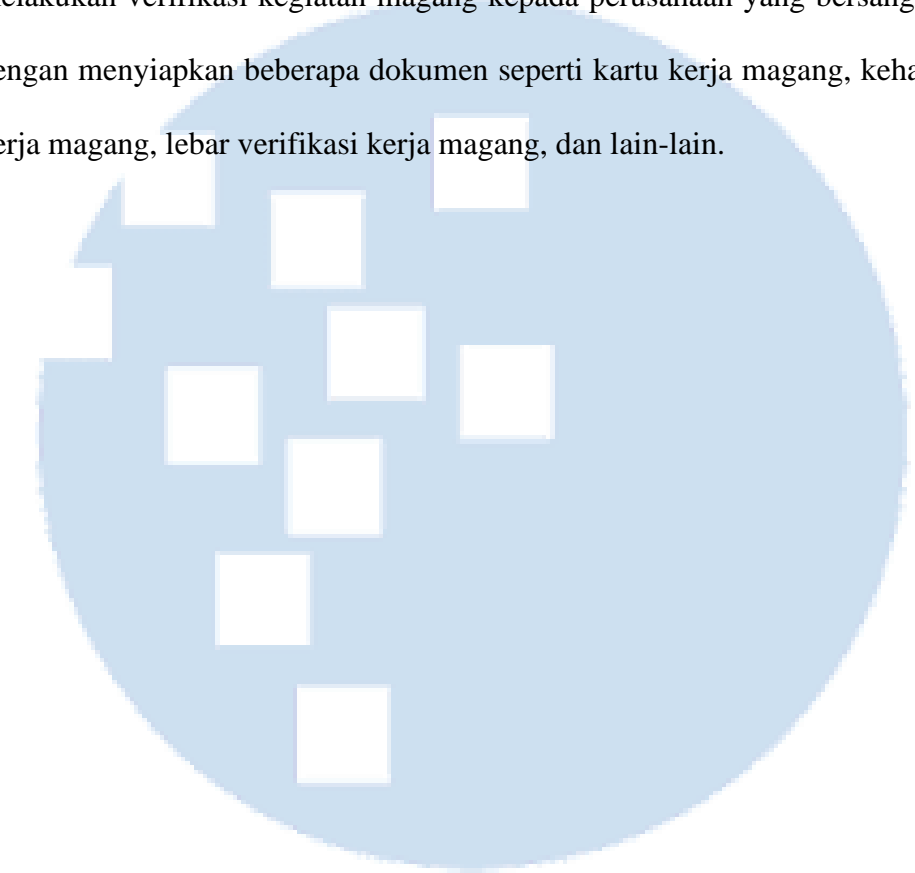 elakukan verifikasi kegiatan magang kepada perusahaan yang bersang
engan menyiapkan beberapa dokumen seperti kartu kerja magang, keha
erja magang, lebar verifikasi kerja magang, dan lain-lain.